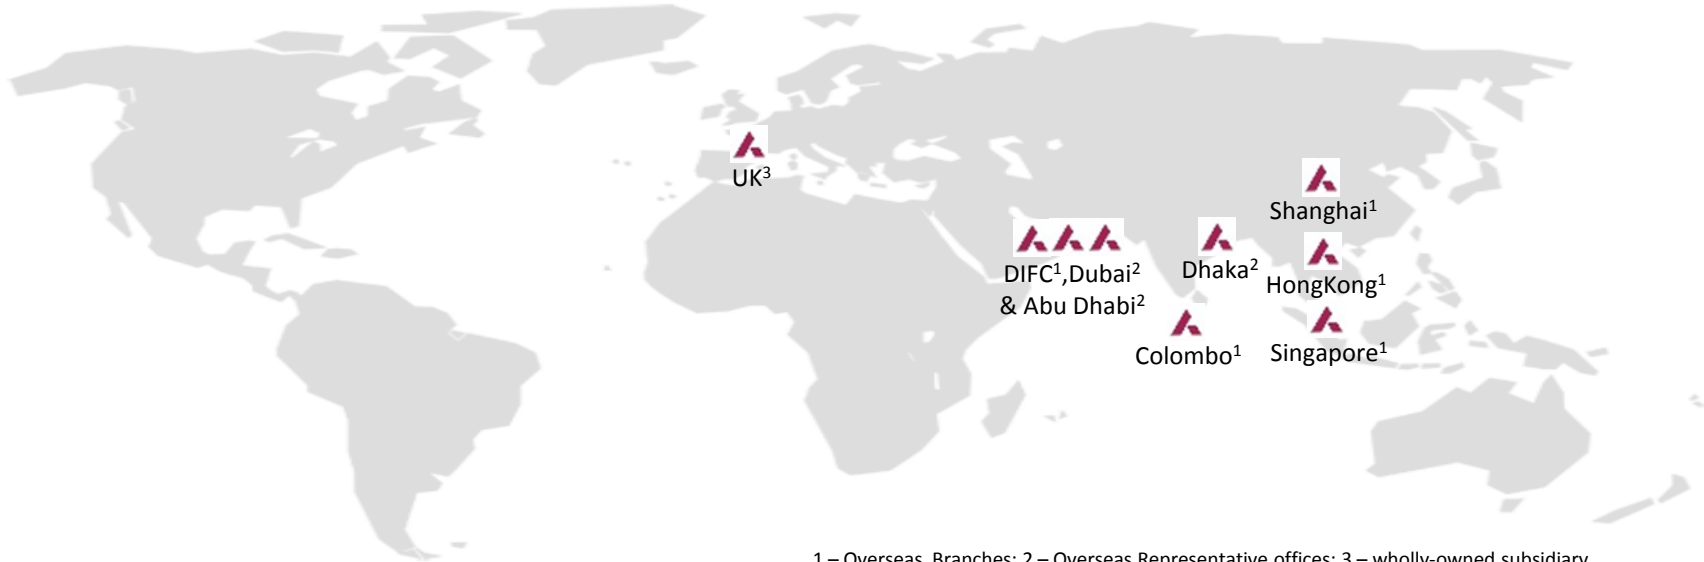 UK³
Shanghai¹
DIFC¹,Dubai²
& Abu Dhabi²
Dhaka²
HongKong¹
Colombo¹
Singapore¹
1 – Overseas Branches; 2 – Overseas Representative offices; 3 – wholly-owned subsidiary